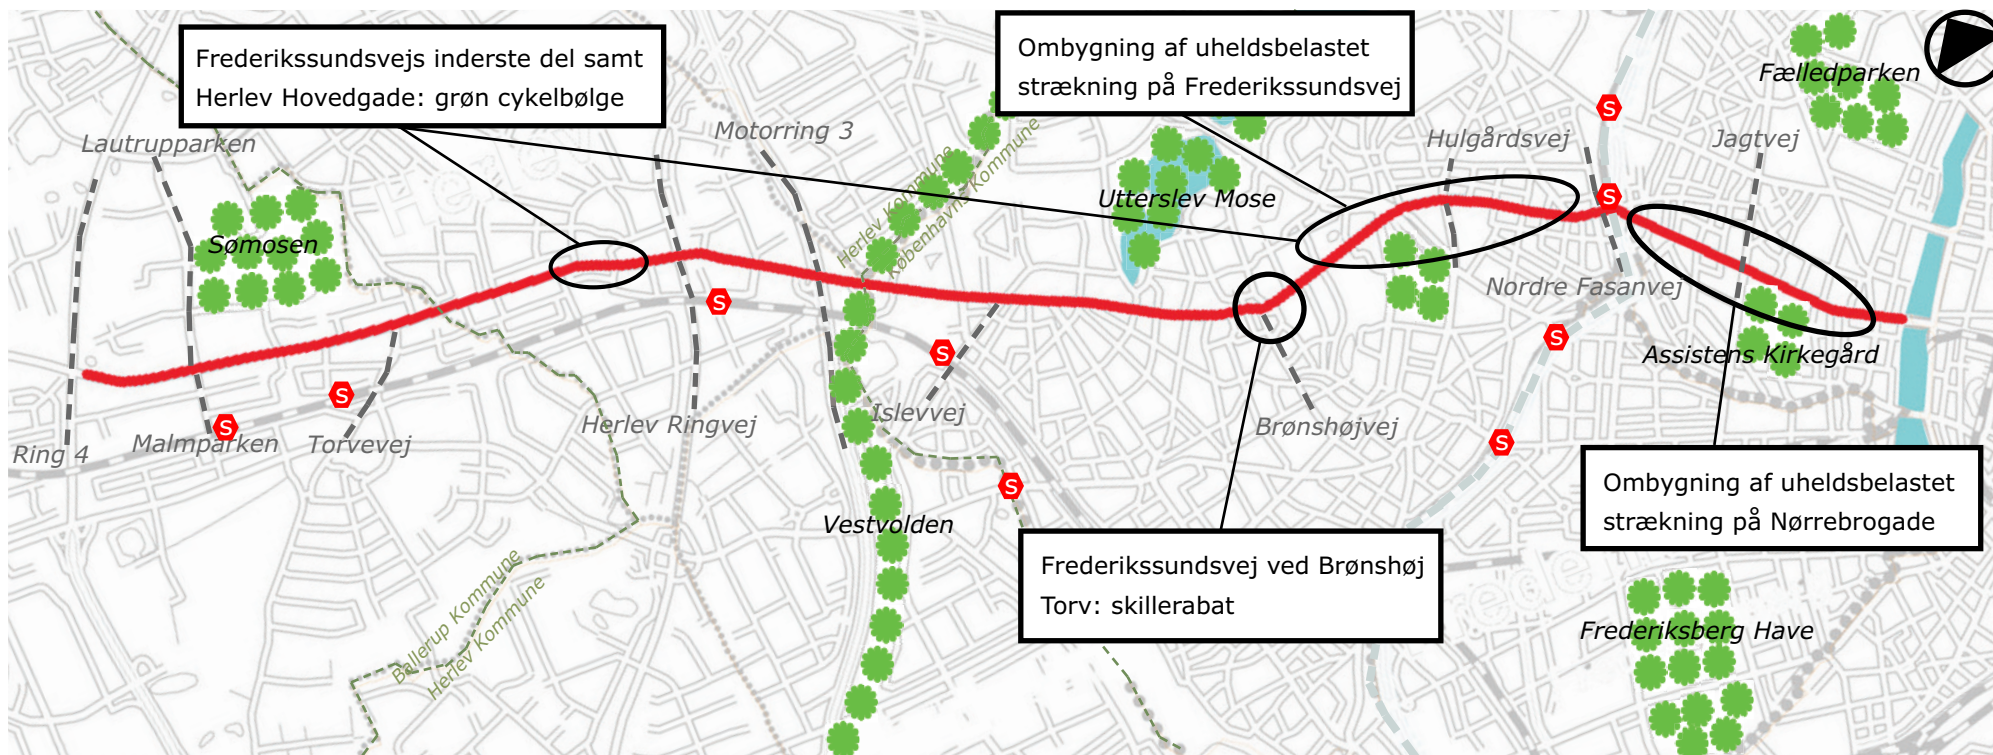 Frederikssundsvejs inderste del samt
Herlev Hovedgade: grøn cykelbølge
Ombygning af uheldsbelastet
strækning på Frederikssundsvej
Fælledparken
Lautrupparken
Motorring 3
Hulgårdsvej
Jagtvej
S
Herlev Kommune
Københavns Kommune
Utterslev Mose
S
Sømosen
Nordre Fasanvej
S
S
S
Assistens Kirkegård
S
Islevvej
Malmparken
S
Torvevej
Herlev Ringvej
Brønshøjvej
Ring 4
S
S
Ombygning af uheldsbelastet
strækning på Nørrebrogade
Vestvolden
Frederikssundsvej ved Brønshøj
Torv: skillerabat
Ballerup Kommune
Herlev Kommune
Frederiksberg Have